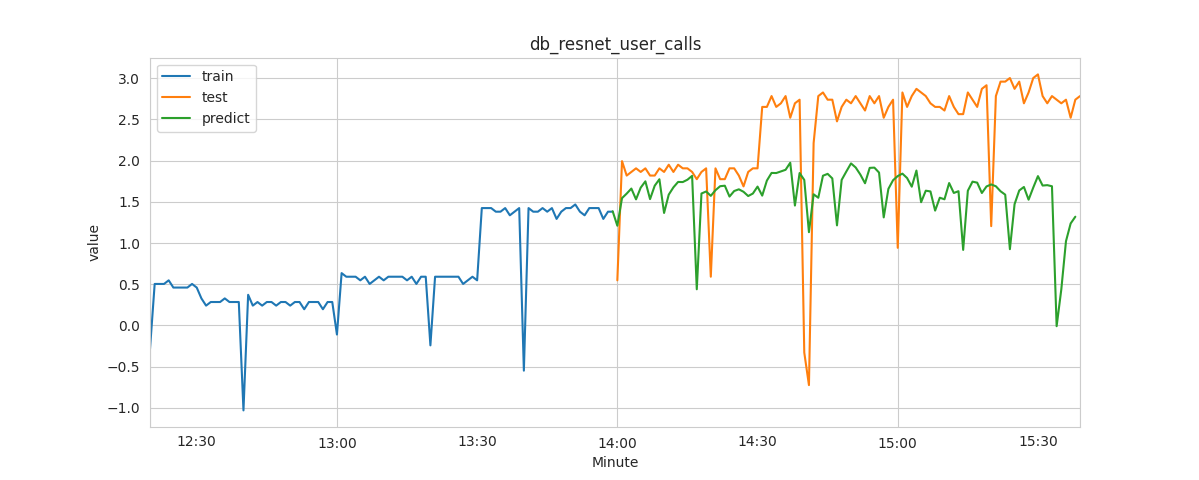 db_resnet_user_calls
train
test
predict
value
3.0
2.5
2.0
1.5
1.0
0.5
0.0
−0.5
−1.0
12:30 13:00 13:30 14:00 14:30 15:00 15:30
Minute